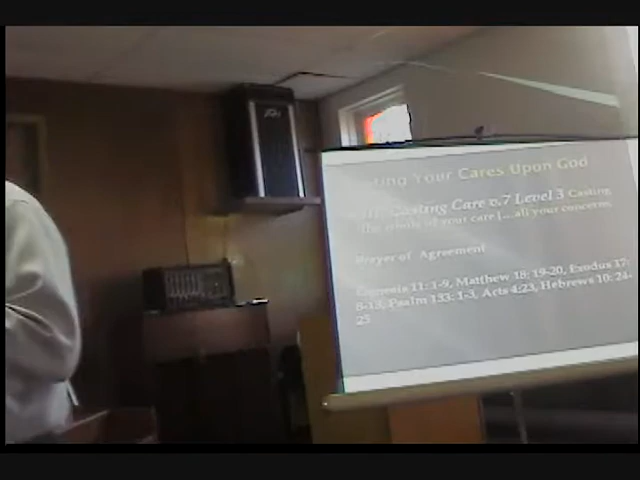 PEAVEY
Your Cares Upon God
Casting Care v.7 Level 3 Casting
the whole of your care [...all your concerns
Prayer of Agreement
Genesis 11:1-9, Matthew 18:19-20, Exodus 17:
8-13, Psalm 133:1-3, Acts 4:23, Hebrews 10:24-
25